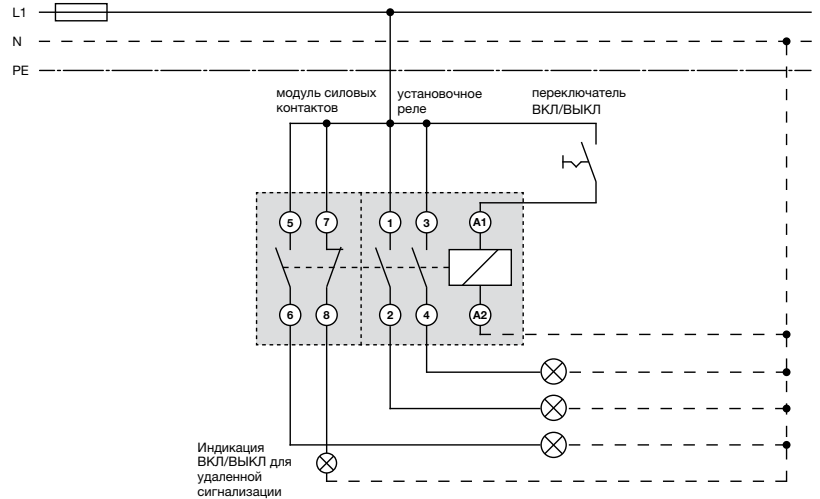 L1
N
PE
модуль силовых
контактов
установочное
реле
переключатель
ВКЛ/ВЫКЛ
5
7
1
3
A1
6
8
2
4
A2
Индикация
ВКЛ/ВЫКЛ для
удаленной
сигнализации